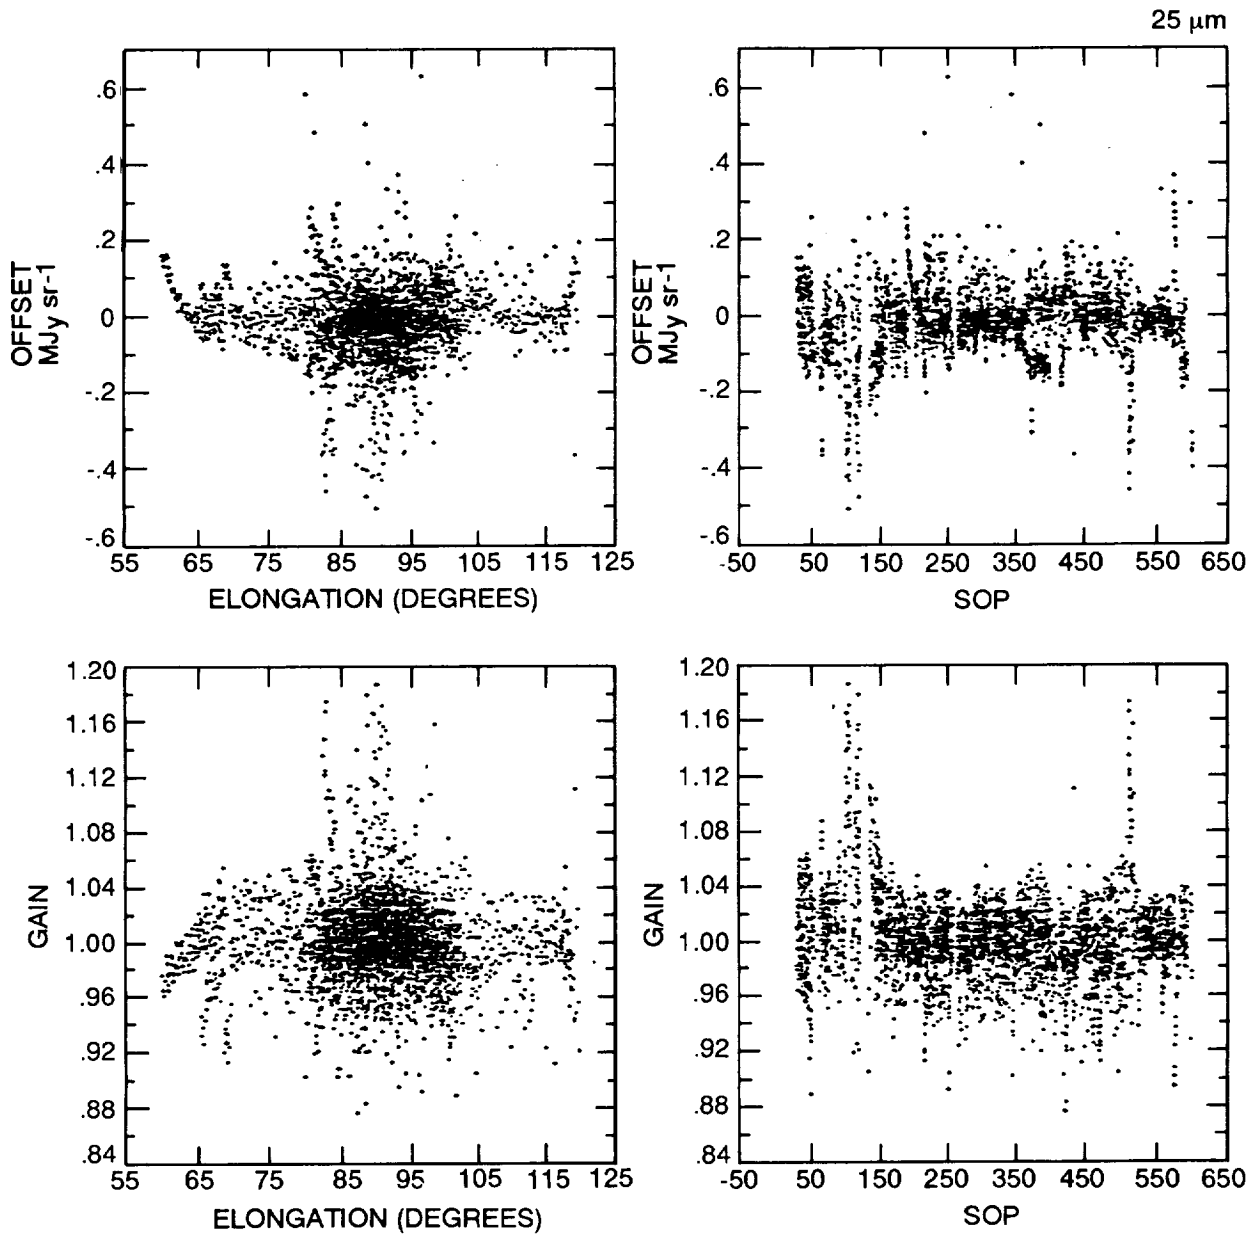 25 μm
.6
.4
.2
0
-.2
-.4
-.6
OFFSET
MJy sr-1
55 65 75 85 95 105 115 125
ELONGATION (DEGREES)
.6
.4
.2
0
-.2
-.4
-.6
OFFSET
MJy sr-1
-50 50 150 250 350 450 550 650
SOP
1.20
1.16
1.12
1.08
1.04
1.00
.96
.92
.88
.84
GAIN
55 65 75 85 95 105 115 125
ELONGATION (DEGREES)
1.20
1.16
1.12
1.08
1.04
1.00
.96
.92
.88
.84
GAIN
-50 50 150 250 350 450 550 650
SOP